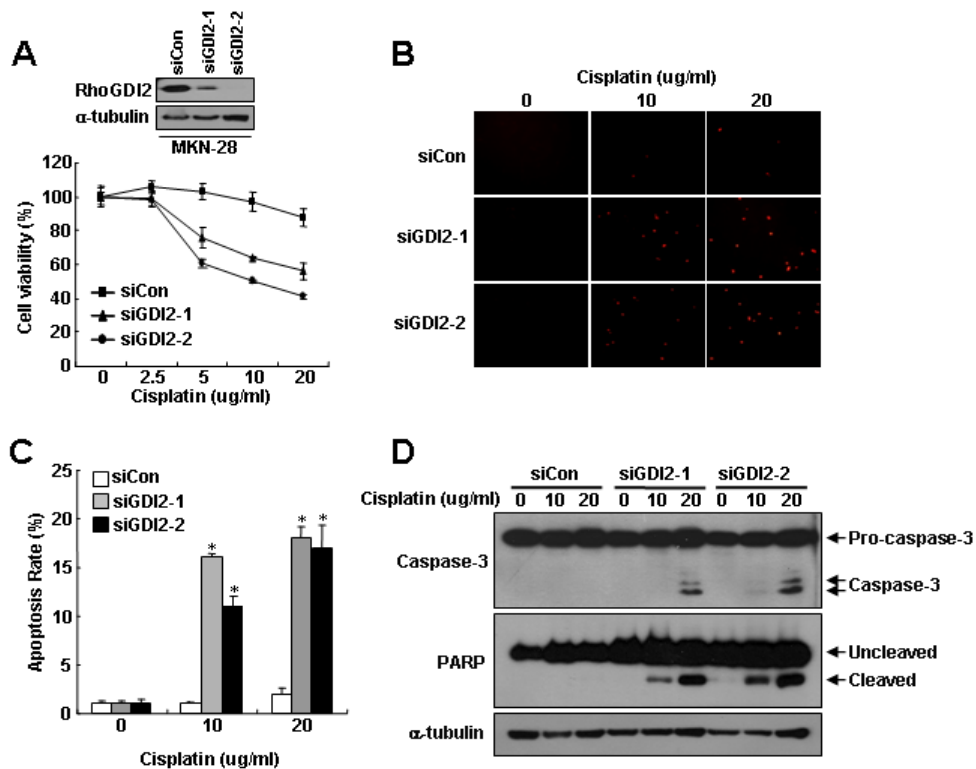 A
siCon
siGDI2-1
siGDI2-2
RhoGDI2
α-tubulin
MKN-28
120
100
80
60
40
20
0
Cell viability (%)
siCon
siGDI2-1
siGDI2-2
0 2.5 5 10 20
Cisplatin (ug/ml)
B
Cisplatin (ug/ml)
0 10 20
siCon
siGDI2-1
siGDI2-2
C
25
20
15
10
5
0
Apoptosis Rate (%)
siCon
siGDI2-1
siGDI2-2
* * * *
0 10 20
Cisplatin (ug/ml)
D
siCon siGDI2-1 siGDI2-2
Cisplatin (ug/ml) 0 10 20 0 10 20 0 10 20
Caspase-3
Pro-caspase-3
Caspase-3
PARP
Uncleaved
Cleaved
α-tubulin